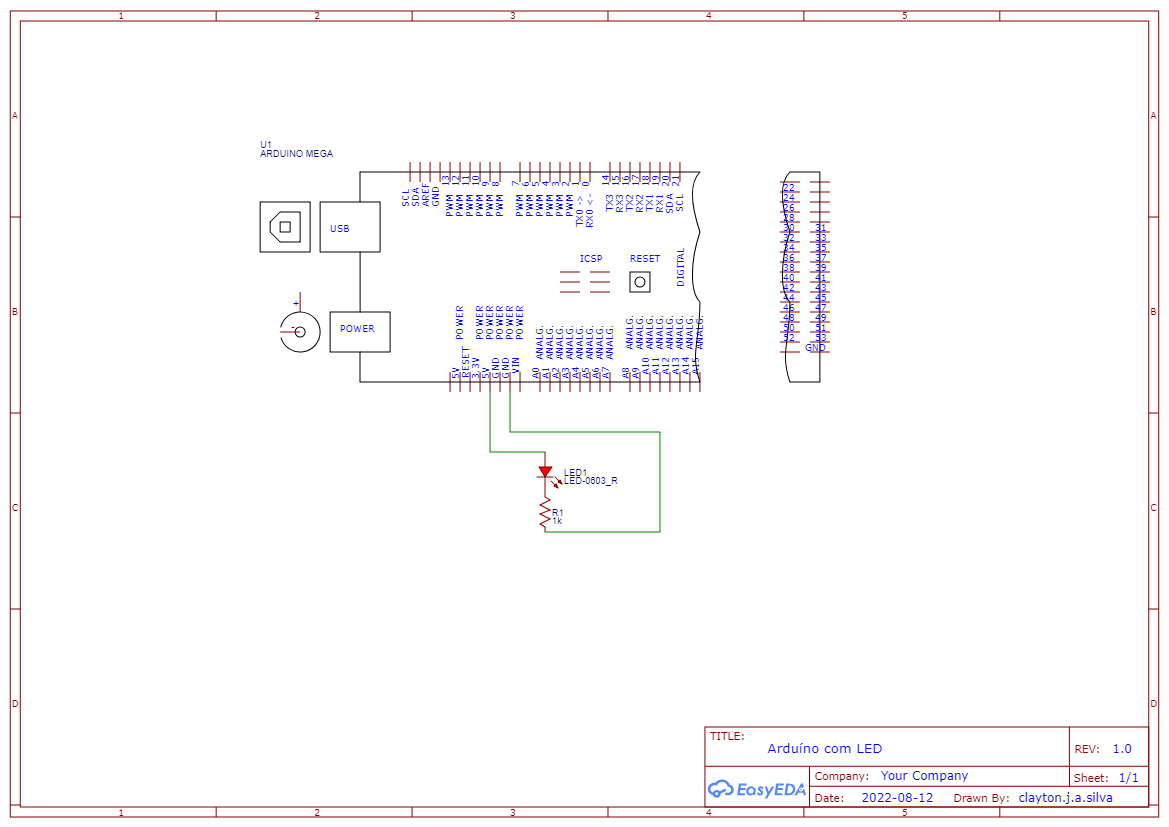 1 2 3 4 5
A A
B B
C C
D D
U1
ARDUINO MEGA
SCL
SDA
AREF
GND
PWM 13
PWM 12
PWM 11
PWM 10
PWM 9
PWM 8
PWM 7
PWM 6
PWM 5
PWM 4
PWM 3
PWM 2
TX0 -> 1
RX0 <- 0
TX3 14
RX3 15
TX2 16
RX2 17
TX1 18
RX1 19
SDA 20
SCL 21
USB
ICSP
RESET
DIGITAL
+
-
POWER
5V POWER
RESET
3.3V POWER
5V POWER
GND POWER
GND POWER
VIN POWER
A0 ANALG.
A1 ANALG.
A2 ANALG.
A3 ANALG.
A4 ANALG.
A5 ANALG.
A6 ANALG.
A7 ANALG.
A8 ANALG.
A9 ANALG.
A10 ANALG.
A11 ANALG.
A12 ANALG.
A13 ANALG.
A14 ANALG.
A15 ANALG.
22
24
26
28
30 31
32 33
34 35
36 37
38 39
40 41
42 43
44 45
46 47
48 49
50 51
52 53
GND
LED1
LED-0603_R
R1
1k
TITLE:
Arduíno com LED
REV: 1.0
EasyEDA
Company: Your Company
Sheet: 1/1
Date: 2022-08-12 Drawn By: clayton.j.a.silva
1 2 3 4 5